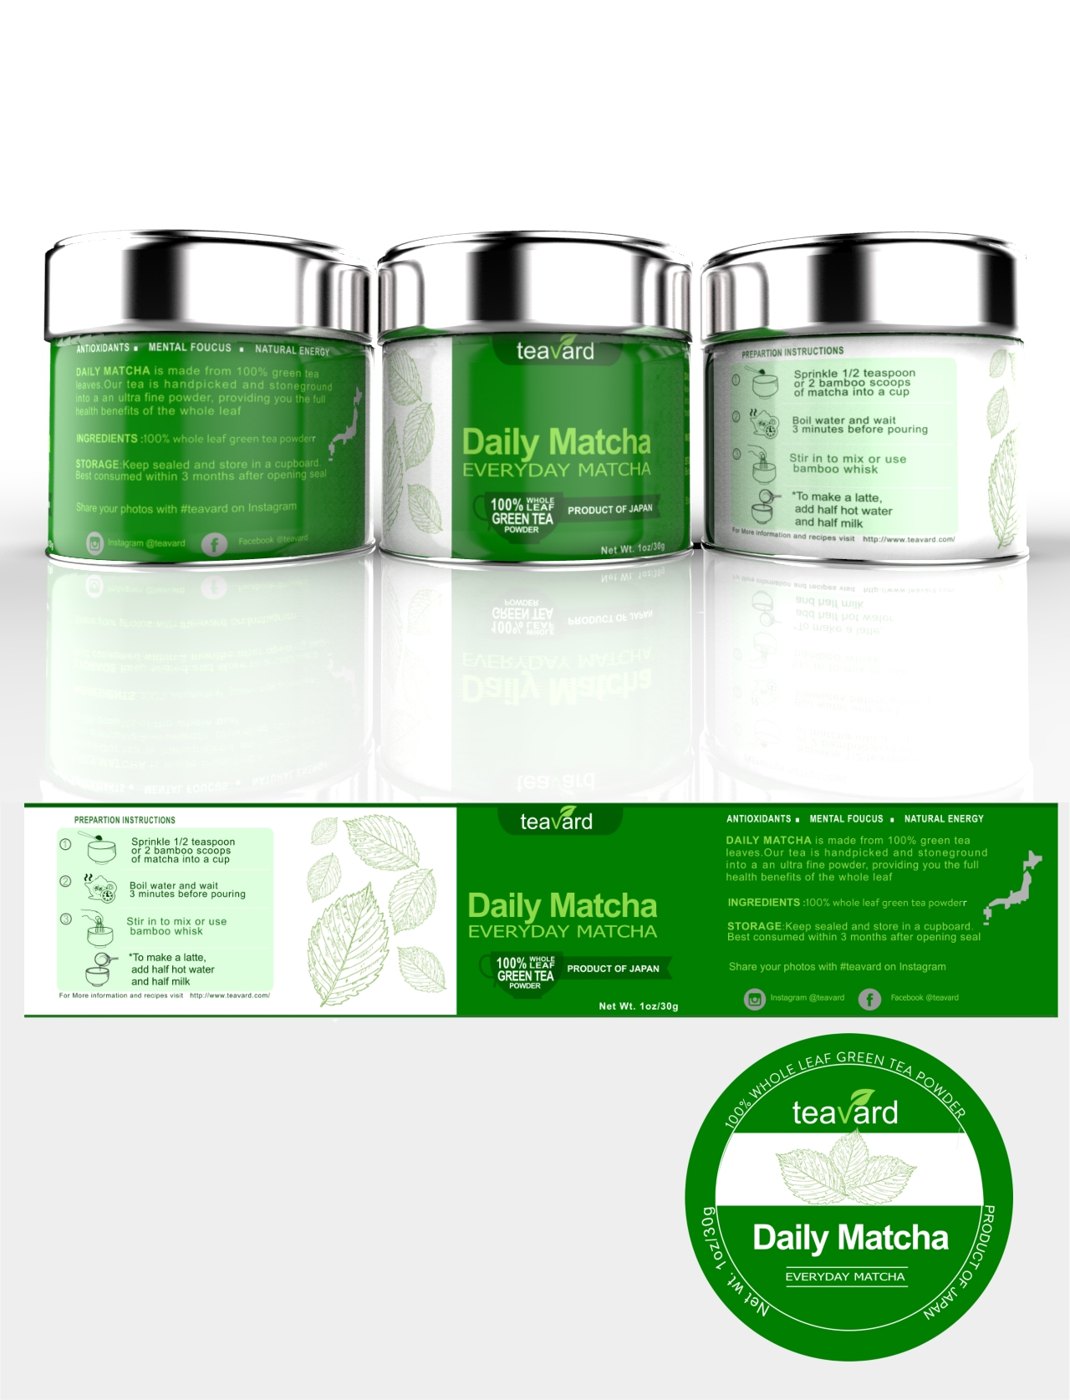 ANTIOXIDANTS ■ MENTAL FOUCUS ■ NATURAL ENERGY
DAILY MATCHA is made from 100% green tea
leaves.Our tea is handpicked and stoneground
into a an ultra fine powder, providing you the full
health benefits of the whole leaf
INGREDIENTS :100% whole leaf green tea powderr
STORAGE:Keep sealed and store in a cupboard.
Best consumed within 3 months after opening seal
Share your photos with #teavard on Instagram
Instagram @teavard
Facebook @teavard
teavard
Daily Matcha
EVERYDAY MATCHA
100% WHOLE LEAF
GREEN TEA
POWDER
PRODUCT OF JAPAN
Net Wt. 1oz/30g
PREPARTION INSTRUCTIONS
1 Sprinkle 1/2 teaspoon
or 2 bamboo scoops
of matcha into a cup
2 Boil water and wait
3 minutes before pouring
3 Stir in to mix or use
bamboo whisk
*To make a latte,
add half hot water
and half milk
For More information and recipes visit http://www.teavard.com/
PREPARTION INSTRUCTIONS
1 Sprinkle 1/2 teaspoon
or 2 bamboo scoops
of matcha into a cup
2 Boil water and wait
3 minutes before pouring
3 Stir in to mix or use
bamboo whisk
*To make a latte,
add half hot water
and half milk
For More information and recipes visit http://www.teavard.com/
teavard
Daily Matcha
EVERYDAY MATCHA
100% WHOLE LEAF
GREEN TEA
POWDER
PRODUCT OF JAPAN
Net Wt. 1oz/30g
ANTIOXIDANTS ■ MENTAL FOUCUS ■ NATURAL ENERGY
DAILY MATCHA is made from 100% green tea
leaves.Our tea is handpicked and stoneground
into a an ultra fine powder, providing you the full
health benefits of the whole leaf
INGREDIENTS :100% whole leaf green tea powderr
STORAGE:Keep sealed and store in a cupboard.
Best consumed within 3 months after opening seal
Share your photos with #teavard on Instagram
Instagram @teavard
Facebook @teavard
100% WHOLE LEAF GREEN TEA POWDER
teavard
Daily Matcha
EVERYDAY MATCHA
Net wt. 1oz/30g
PRODUCT OF JAPAN